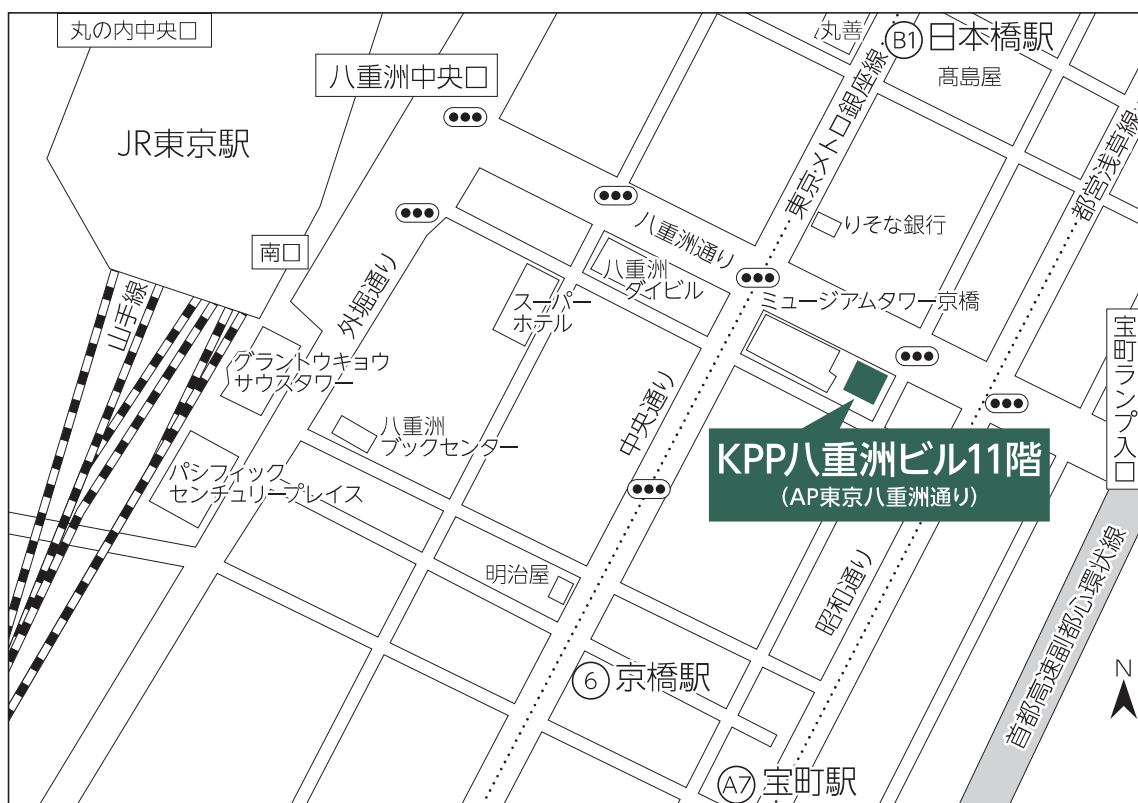 丸の内中央口
八重洲中央口
JR東京駅
南口
山手線
外堀通り
グラントウキョウ
サウスタワー
パシフィック
センチュリープレイス
八重洲
ブックセンター
スーパー
ホテル
八重洲
ダイビル
八重洲通り
丸善
B1 日本橋駅
髙島屋
東京メトロ銀座線
都営浅草線
りそな銀行
ミュージアムタワー京橋
宝町ランプ入口
KPP八重洲ビル11階
(AP東京八重洲通り)
中央通り
昭和通り
首都高速副都心環状線
明治屋
6 京橋駅
A7 宝町駅
N